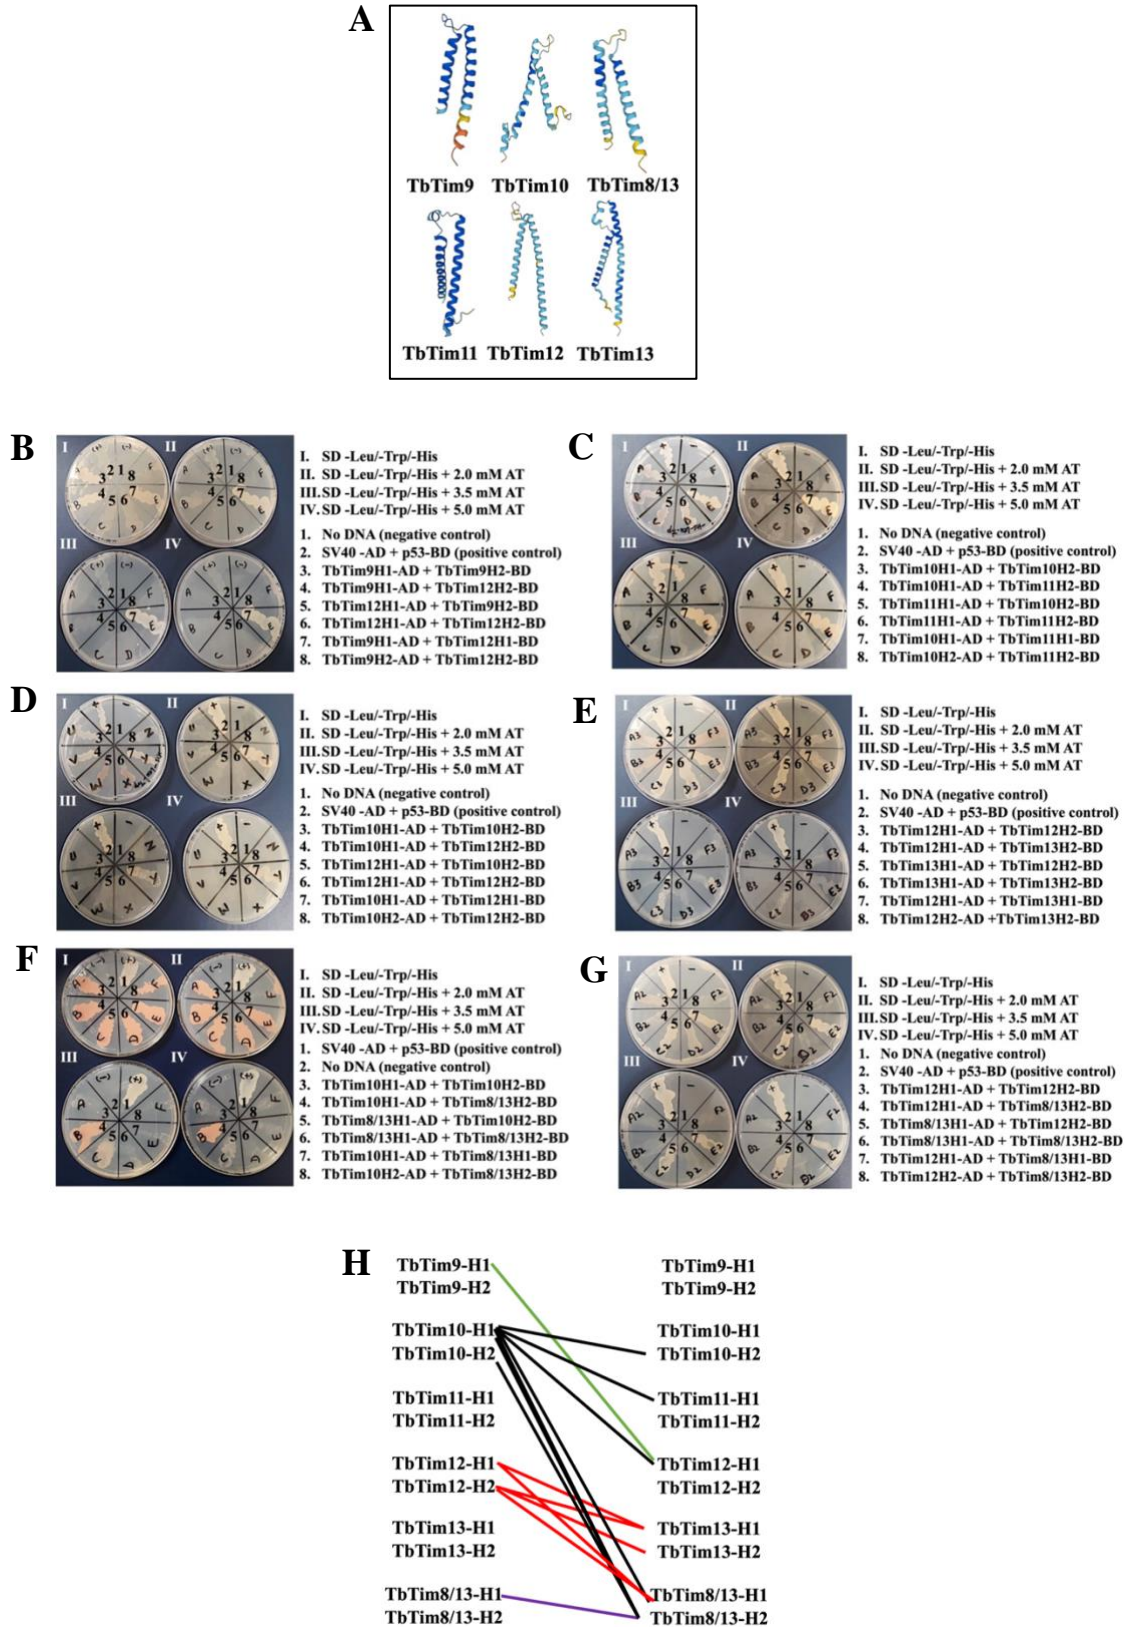 A
TbTim9 TbTim10 TbTim8/13
TbTim11 TbTim12 TbTim13
B
I II III IV
I. SD -Leu/-Trp/-His
II. SD -Leu/-Trp/-His + 2.0 mM AT
III. SD -Leu/-Trp/-His + 3.5 mM AT
IV. SD -Leu/-Trp/-His + 5.0 mM AT
1. No DNA (negative control)
2. SV40 -AD + p53-BD (positive control)
3. TbTim9H1-AD + TbTim9H2-BD
4. TbTim9H1-AD + TbTim12H2-BD
5. TbTim12H1-AD + TbTim9H2-BD
6. TbTim12H1-AD + TbTim12H2-BD
7. TbTim9H1-AD + TbTim12H1-BD
8. TbTim9H2-AD + TbTim12H2-BD
C
I II III IV
I. SD -Leu/-Trp/-His
II. SD -Leu/-Trp/-His + 2.0 mM AT
III. SD -Leu/-Trp/-His + 3.5 mM AT
IV. SD -Leu/-Trp/-His + 5.0 mM AT
1. No DNA (negative control)
2. SV40 -AD + p53-BD (positive control)
3. TbTim10H1-AD + TbTim10H2-BD
4. TbTim10H1-AD + TbTim11H2-BD
5. TbTim11H1-AD + TbTim10H2-BD
6. TbTim11H1-AD + TbTim11H2-BD
7. TbTim10H1-AD + TbTim11H1-BD
8. TbTim10H2-AD + TbTim11H2-BD
D
I II III IV
I. SD -Leu/-Trp/-His
II. SD -Leu/-Trp/-His + 2.0 mM AT
III. SD -Leu/-Trp/-His + 3.5 mM AT
IV. SD -Leu/-Trp/-His + 5.0 mM AT
1. No DNA (negative control)
2. SV40 -AD + p53-BD (positive control)
3. TbTim10H1-AD + TbTim10H2-BD
4. TbTim10H1-AD + TbTim12H2-BD
5. TbTim12H1-AD + TbTim10H2-BD
6. TbTim12H1-AD + TbTim12H2-BD
7. TbTim10H1-AD + TbTim12H1-BD
8. TbTim10H2-AD + TbTim12H2-BD
E
I II III IV
I. SD -Leu/-Trp/-His
II. SD -Leu/-Trp/-His + 2.0 mM AT
III. SD -Leu/-Trp/-His + 3.5 mM AT
IV. SD -Leu/-Trp/-His + 5.0 mM AT
1. No DNA (negative control)
2. SV40 -AD + p53-BD (positive control)
3. TbTim12H1-AD + TbTim12H2-BD
4. TbTim12H1-AD + TbTim13H2-BD
5. TbTim13H1-AD + TbTim12H2-BD
6. TbTim13H1-AD + TbTim13H2-BD
7. TbTim12H1-AD + TbTim13H1-BD
8. TbTim12H2-AD +TbTim13H2-BD
F
I II III IV
I. SD -Leu/-Trp/-His
II. SD -Leu/-Trp/-His + 2.0 mM AT
III. SD -Leu/-Trp/-His + 3.5 mM AT
IV. SD -Leu/-Trp/-His + 5.0 mM AT
1. SV40 -AD + p53-BD (positive control)
2. No DNA (negative control)
3. TbTim10H1-AD + TbTim10H2-BD
4. TbTim10H1-AD + TbTim8/13H2-BD
5. TbTim8/13H1-AD + TbTim10H2-BD
6. TbTim8/13H1-AD + TbTim8/13H2-BD
7. TbTim10H1-AD + TbTim8/13H1-BD
8. TbTim10H2-AD + TbTim8/13H2-BD
G
I II III IV
I. SD -Leu/-Trp/-His
II. SD -Leu/-Trp/-His + 2.0 mM AT
III. SD -Leu/-Trp/-His + 3.5 mM AT
IV. SD -Leu/-Trp/-His + 5.0 mM AT
1. No DNA (negative control)
2. SV40 -AD + p53-BD (positive control)
3. TbTim12H1-AD + TbTim12H2-BD
4. TbTim12H1-AD + TbTim8/13H2-BD
5. TbTim8/13H1-AD + TbTim12H2-BD
6. TbTim8/13H1-AD + TbTim8/13H2-BD
7. TbTim12H1-AD + TbTim8/13H1-BD
8. TbTim12H2-AD + TbTim8/13H2-BD
H
TbTim9-H1 TbTim9-H1
TbTim9-H2 TbTim9-H2
TbTim10-H1 TbTim10-H1
TbTim10-H2 TbTim10-H2
TbTim11-H1 TbTim11-H1
TbTim11-H2 TbTim11-H2
TbTim12-H1 TbTim12-H1
TbTim12-H2 TbTim12-H2
TbTim13-H1 TbTim13-H1
TbTim13-H2 TbTim13-H2
TbTim8/13-H1 TbTim8/13-H1
TbTim8/13-H2 TbTim8/13-H2